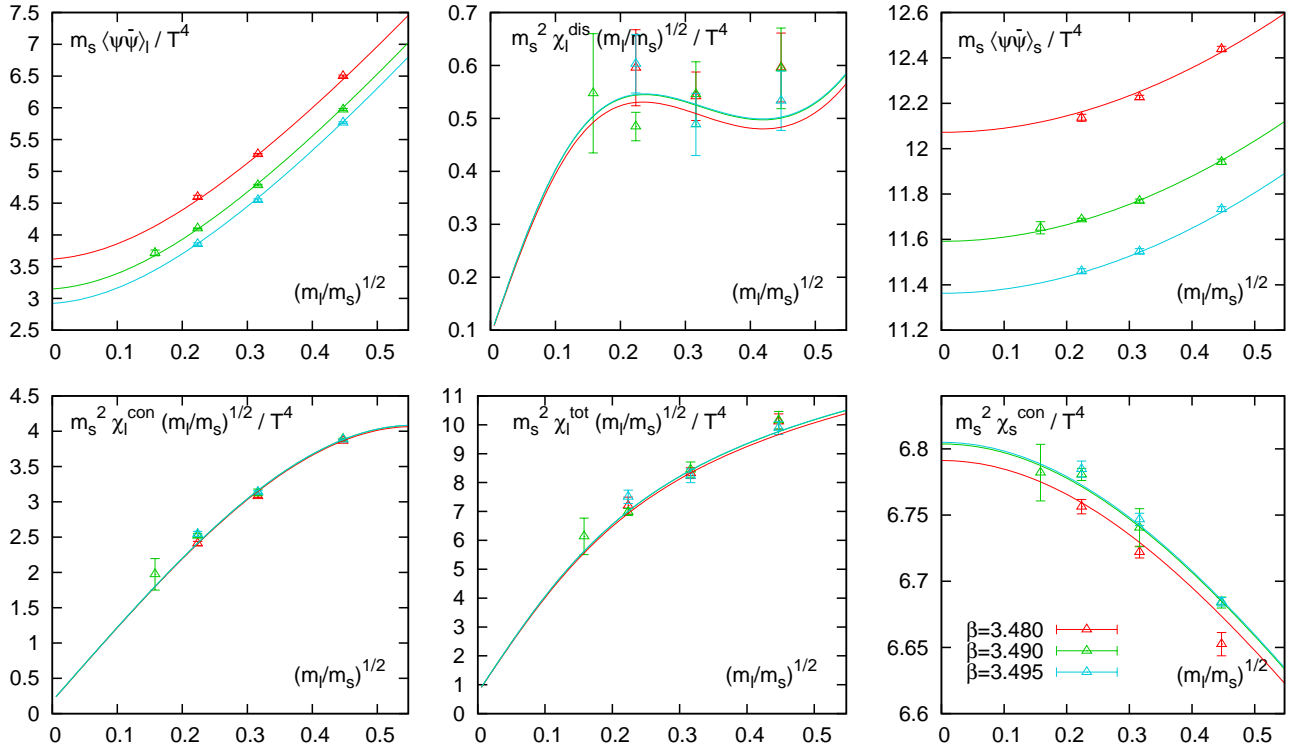 7.5
7
6.5
6
5.5
5
4.5
4
3.5
3
2.5
m_s ⟨ψψ̄⟩_l / T^4
(m_l/m_s)^{1/2}
0 0.1 0.2 0.3 0.4 0.5
0.7
0.6
0.5
0.4
0.3
0.2
0.1
m_s^2 χ_l^{dis} (m_l/m_s)^{1/2} / T^4
(m_l/m_s)^{1/2}
0 0.1 0.2 0.3 0.4 0.5
12.6
12.4
12.2
12
11.8
11.6
11.4
11.2
m_s ⟨ψψ̄⟩_s / T^4
(m_l/m_s)^{1/2}
0 0.1 0.2 0.3 0.4 0.5
4.5
4
3.5
3
2.5
2
1.5
1
0.5
0
m_s^2 χ_l^{con} (m_l/m_s)^{1/2} / T^4
(m_l/m_s)^{1/2}
0 0.1 0.2 0.3 0.4 0.5
11
10
9
8
7
6
5
4
3
2
1
0
m_s^2 χ_l^{tot} (m_l/m_s)^{1/2} / T^4
(m_l/m_s)^{1/2}
0 0.1 0.2 0.3 0.4 0.5
6.8
6.75
6.7
6.65
6.6
m_s^2 χ_s^{con} / T^4
β=3.480
β=3.490
β=3.495
(m_l/m_s)^{1/2}
0 0.1 0.2 0.3 0.4 0.5